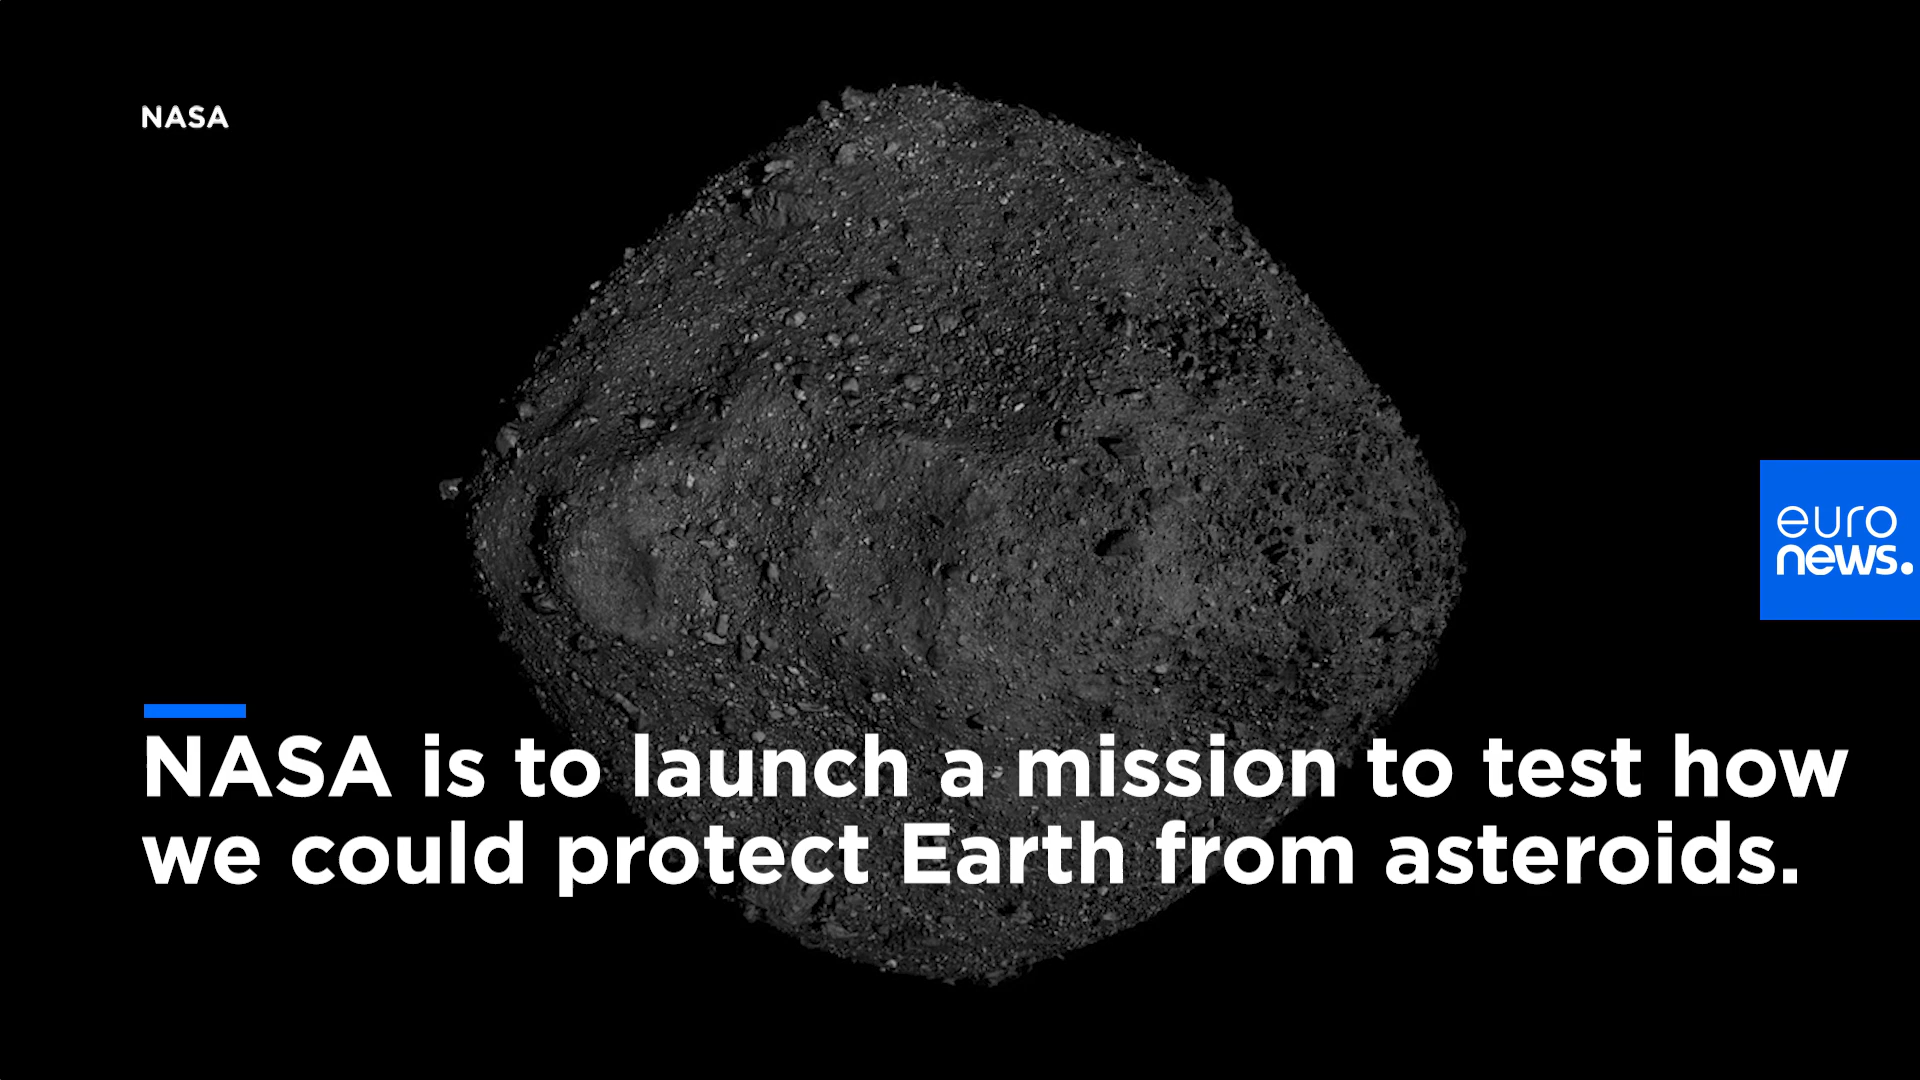 NASA
euro
news.
NASA is to launch a mission to test how
we could protect Earth from asteroids.